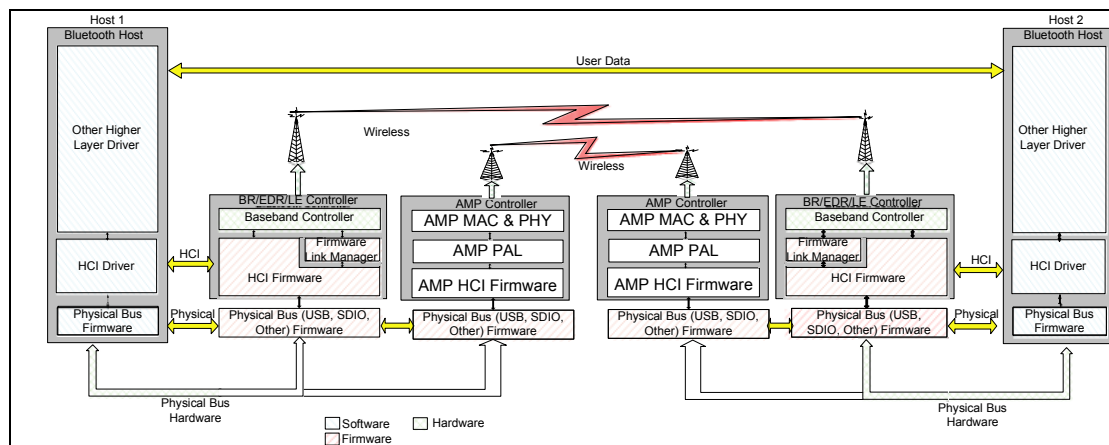 Host 1
Bluetooth Host
Other Higher
Layer Driver
HCI Driver
Physical Bus
Firmware
User Data
Wireless
Wireless
BR/EDR/LE Controller
Baseband Controller
Firmware
Link Manager
HCI Firmware
HCI
Physical
Physical Bus (USB, SDIO,
Other) Firmware
AMP Controller
AMP MAC & PHY
AMP PAL
AMP HCI Firmware
Physical Bus (USB, SDIO,
Other) Firmware
AMP Controller
AMP MAC & PHY
AMP PAL
AMP HCI Firmware
Physical Bus (USB, SDIO,
Other) Firmware
BR/EDR/LE Controller
Baseband Controller
Firmware
Link Manager
HCI Firmware
Physical Bus (USB,
SDIO, Other) Firmware
HCI
Physical
Host 2
Bluetooth Host
Other Higher
Layer Driver
HCI Driver
Physical Bus
Firmware
Physical Bus
Hardware
Physical Bus
Hardware
Software
Hardware
Firmware